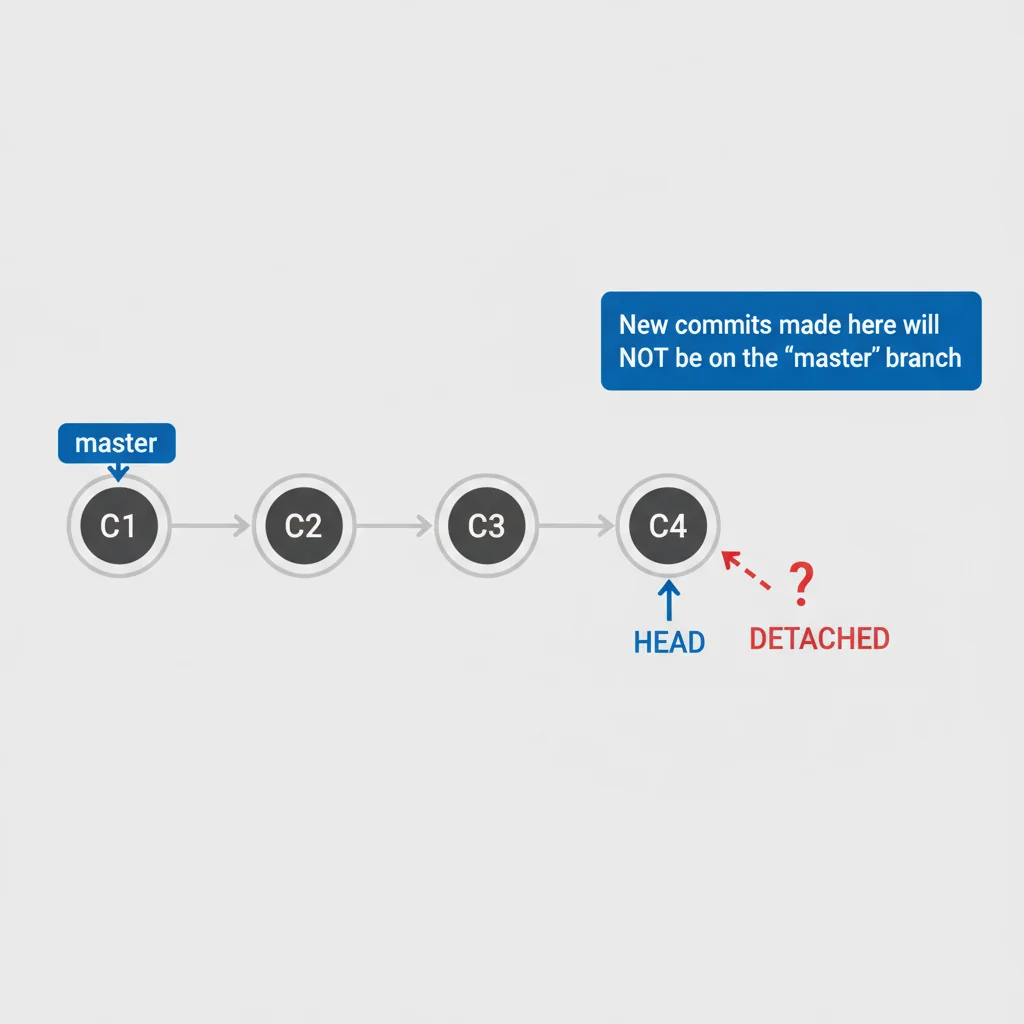 New commits made here will
NOT be on the “master” branch
master
C1
C2
C3
C4
?
HEAD
DETACHED